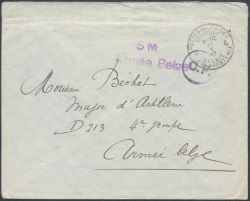 S M
Armée Belge
C.F.
Monsieur Bechet
Major d'Artillerie
D 213 4e groupe
Armée belge